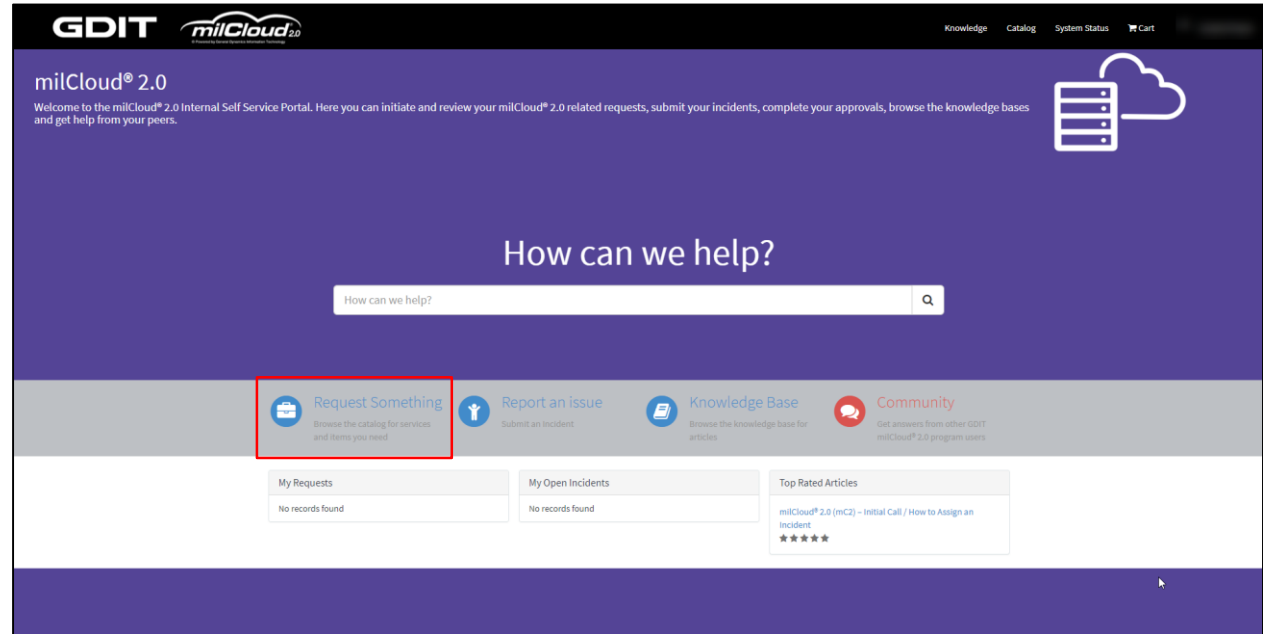 GDIT milCloud 2.0
Knowledge Catalog System Status Cart
milCloud® 2.0
Welcome to the milCloud® 2.0 Internal Self Service Portal. Here you can initiate and review your milCloud® 2.0 related requests, submit your incidents, complete your approvals, browse the knowledge bases
and get help from your peers.
How can we help?
How can we help?
Request Something
Browse the catalog for services
and items you need
Report an issue
Submit an incident
Knowledge Base
Browse the knowledge base for
articles
Community
Get answers from other GDIT
milCloud® 2.0 program users
My Requests
No records found
My Open Incidents
No records found
Top Rated Articles
milCloud® 2.0 (mC2) – Initial Call / How to Assign an
Incident